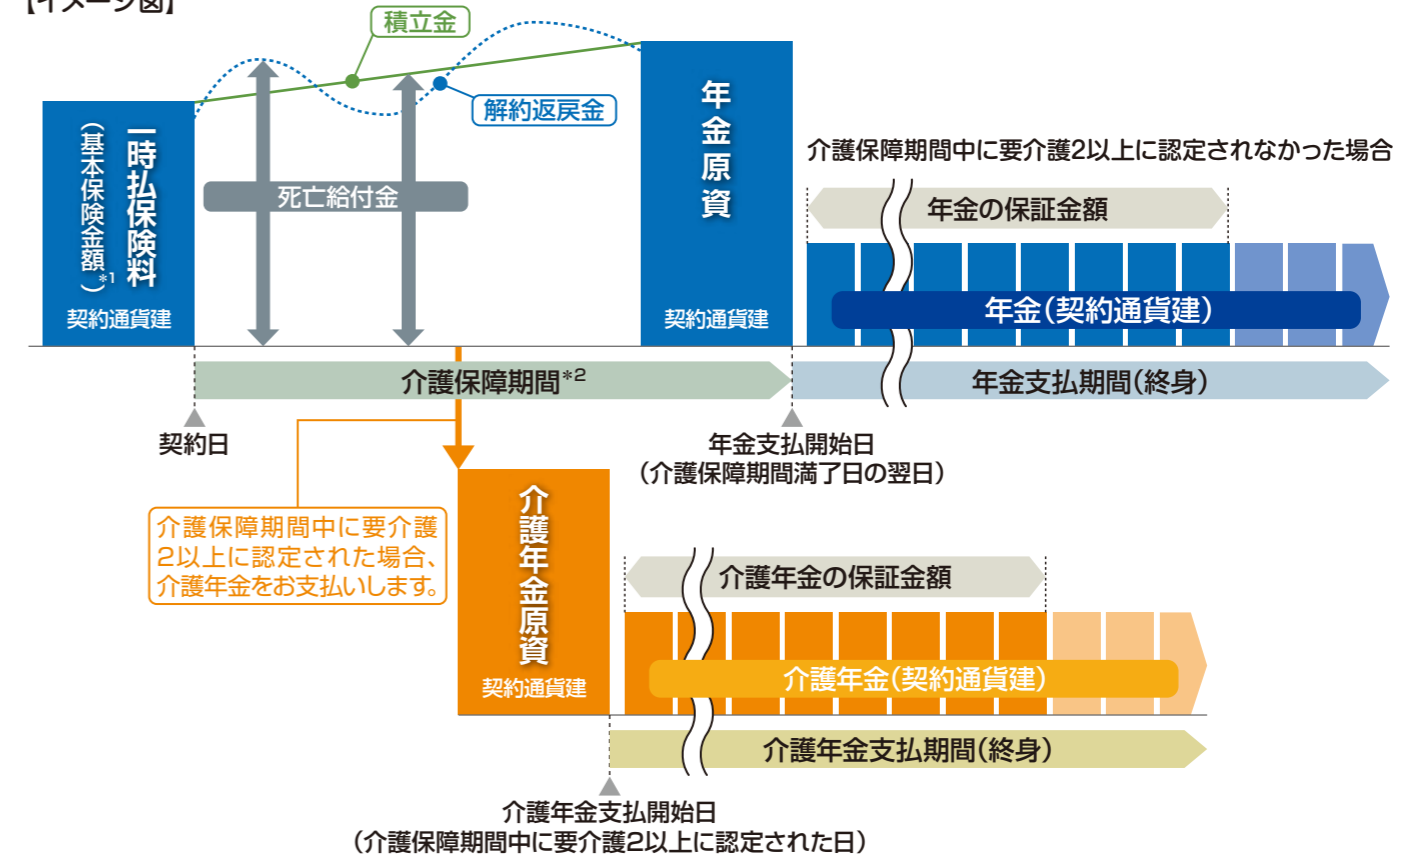 【イメージ図】
積立金
解約返戻金
一時払保険料
(基本保険金額*1)
契約通貨建
死亡給付金
年金原資
契約通貨建
介護保障期間中に要介護2以上に認定されなかった場合
年金の保証金額
年金(契約通貨建)
介護保障期間*2
年金支払期間(終身)
契約日
年金支払開始日
(介護保障期間満了日の翌日)
介護保障期間中に要介護
2以上に認定された場合、
介護年金をお支払いします。
介護年金原資
契約通貨建
介護年金の保証金額
介護年金(契約通貨建)
介護年金支払期間(終身)
介護年金支払開始日
(介護保障期間中に要介護2以上に認定された日)